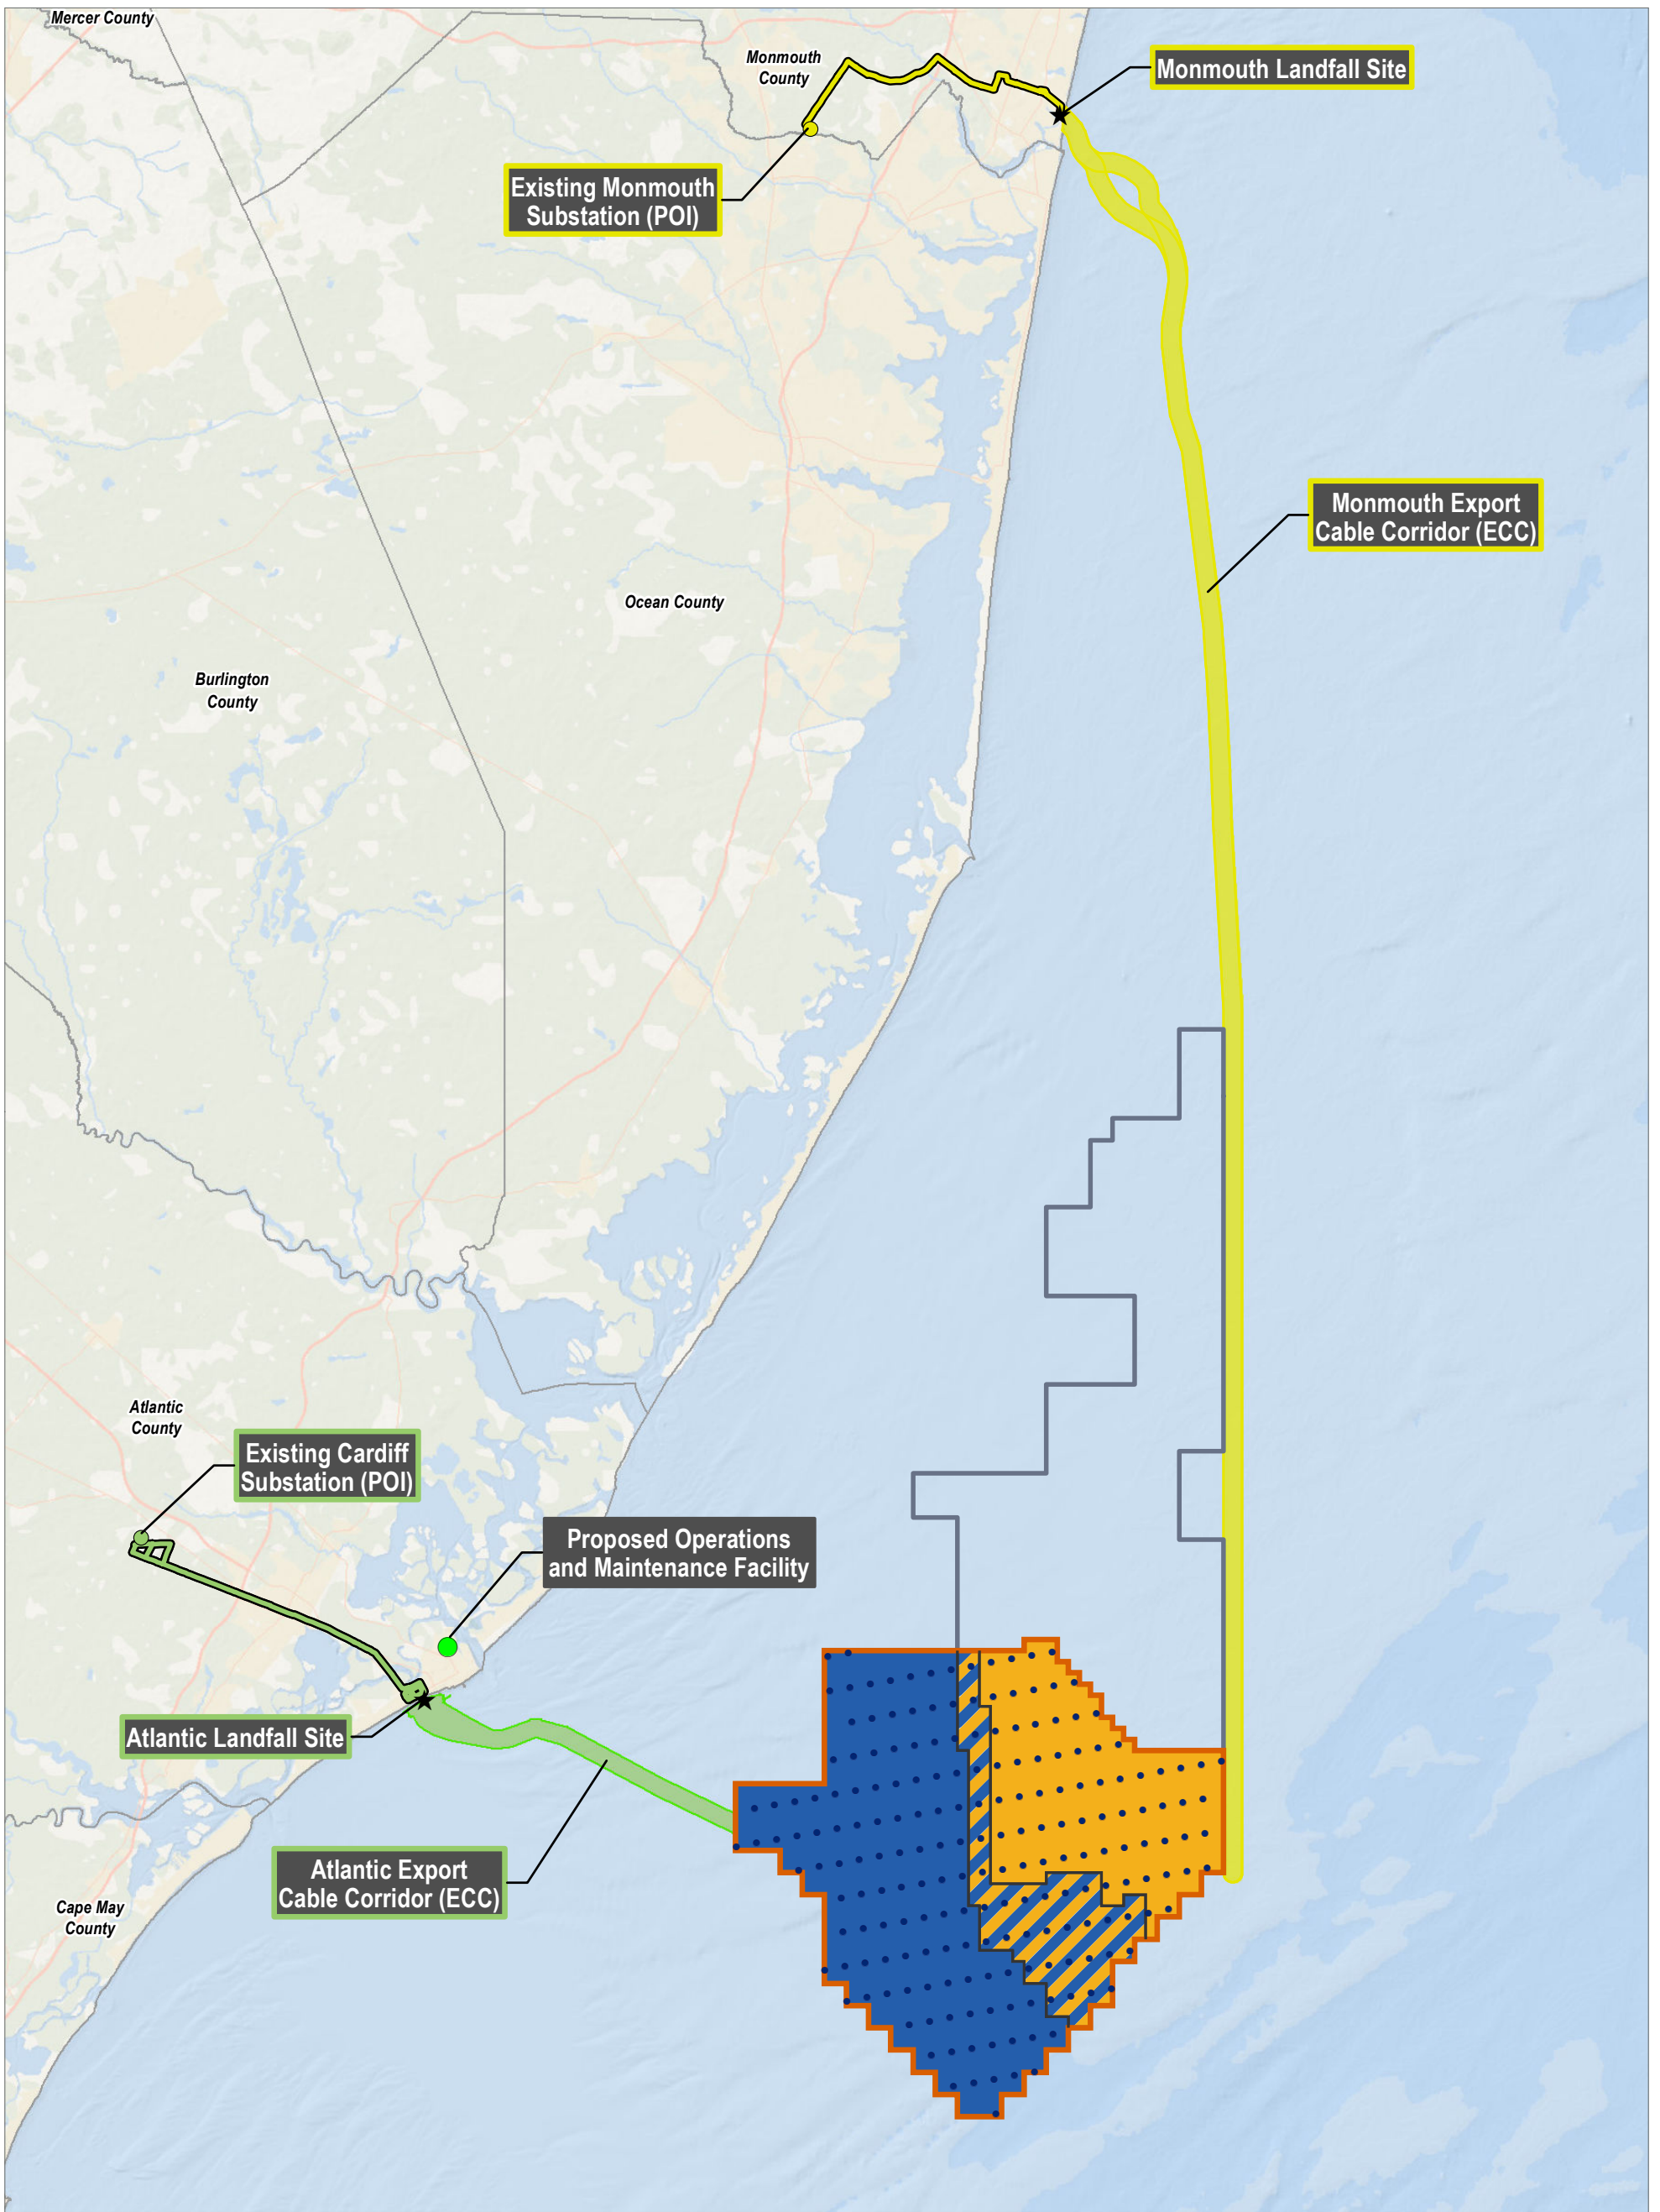 Mercer County
Monmouth
County
Monmouth Landfall Site
Existing Monmouth
Substation (POI)
Monmouth Export
Cable Corridor (ECC)
Ocean County
Burlington
County
Atlantic
County
Existing Cardiff
Substation (POI)
Proposed Operations
and Maintenance Facility
Atlantic Landfall Site
Atlantic Export
Cable Corridor (ECC)
Cape May
County